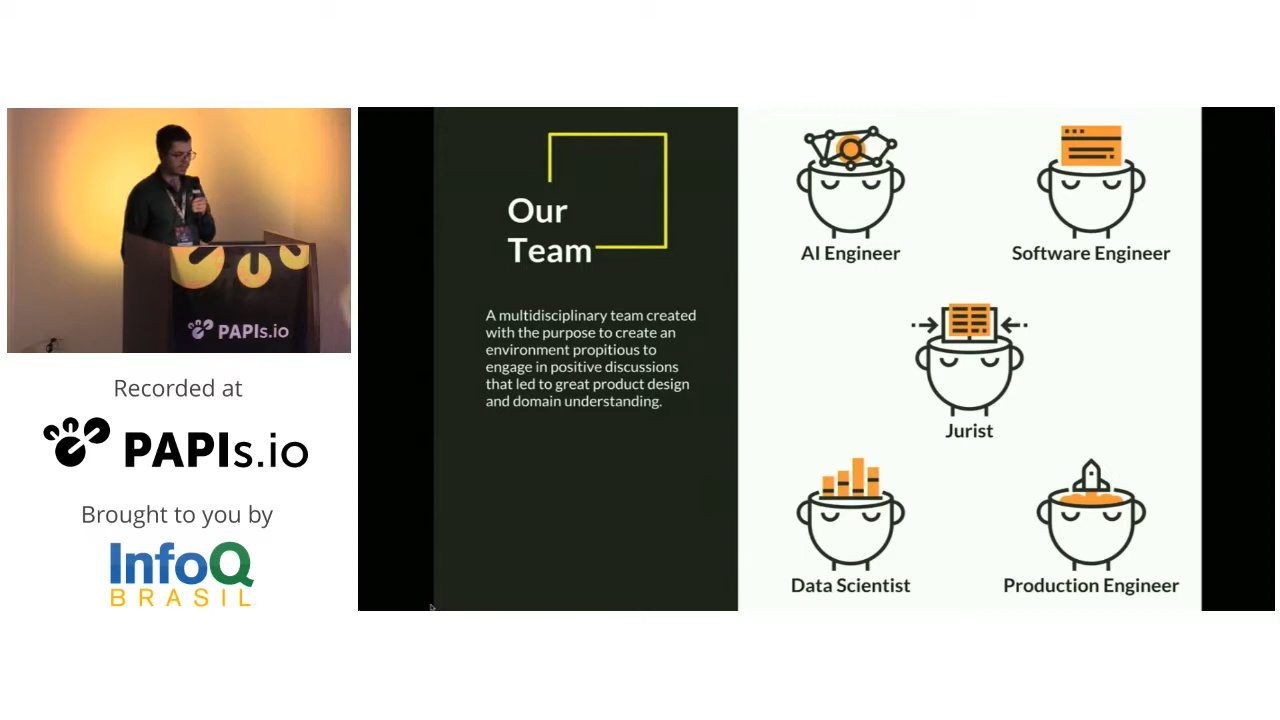 PAPIs.io
Recorded at
PAPIs.io
Brought to you by
InfoQ
BRASIL
Our
Team
A multidisciplinary team created
with the purpose to create an
environment propitious to
engage in positive discussions
that led to great product design
and domain understanding.
AI Engineer
Software Engineer
Jurist
Data Scientist
Production Engineer